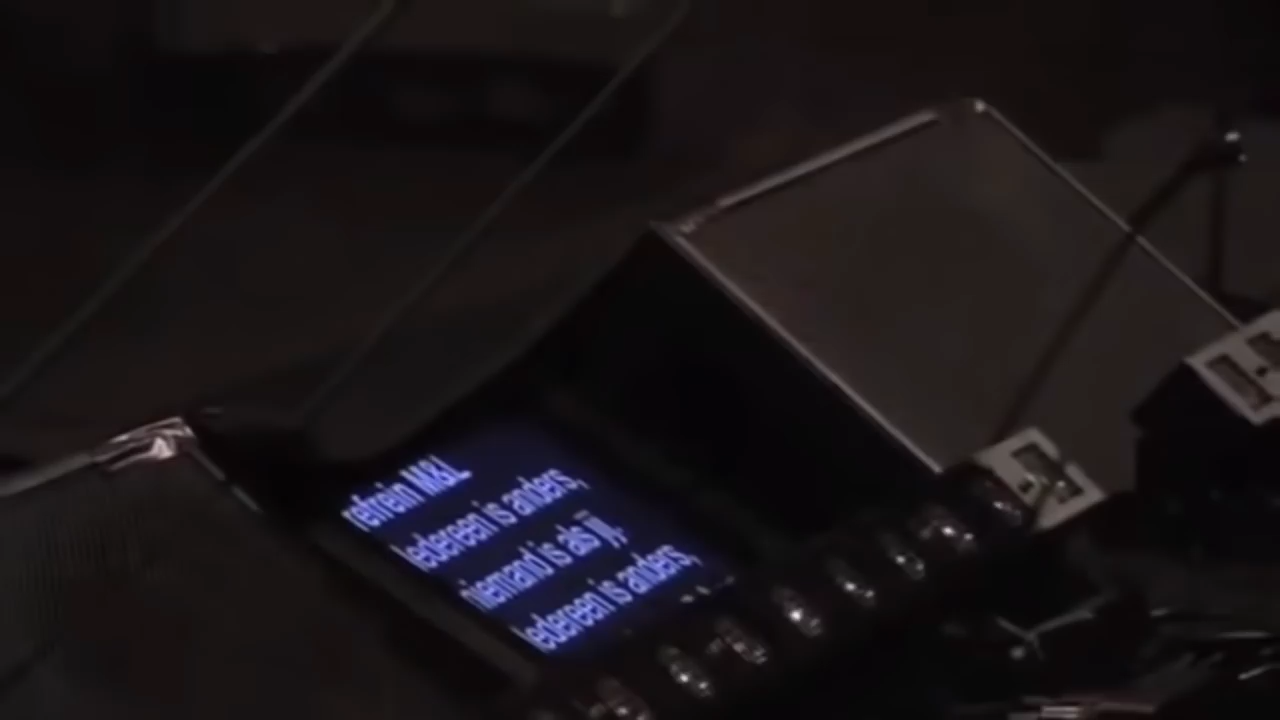 refrein M&L
Iedereen is anders,
niemand is als jij.
Iedereen is anders,